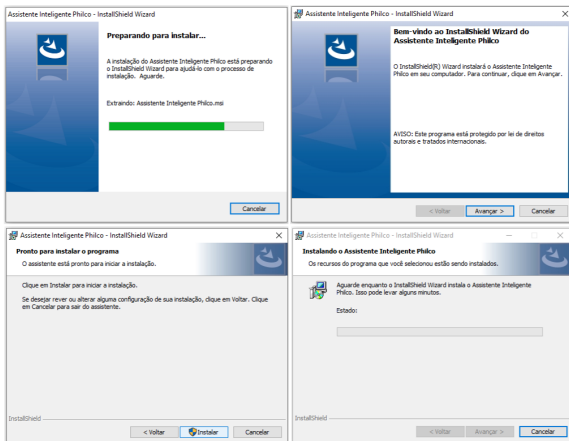 Assistente Inteligente Philco - InstallShield Wizard
Preparando para instalar...
A instalação do Assistente Inteligente Philco está preparando
o InstallShield Wizard para ajudá-lo com o processo de
instalação. Aguarde.
Extraindo: Assistente Inteligente Philco.msi
Cancelar
Assistente Inteligente Philco - InstallShield Wizard
Bem-vindo ao InstallShield Wizard do
Assistente Inteligente Philco
O InstallShield(R) Wizard instalará o Assistente Inteligente
Philco em seu computador. Para continuar, clique em Avançar.
AVISO: Este programa está protegido por lei de direitos
autorais e tratados internacionais.
< Voltar
Avançar >
Cancelar
Assistente Inteligente Philco - InstallShield Wizard
Pronto para instalar o programa
O assistente está pronto para iniciar a instalação.
Clique em Instalar para iniciar a instalação.
Se desejar rever ou alterar alguma configuração de sua instalação, clique em Voltar. Clique
em Cancelar para sair do assistente.
InstallShield
< Voltar
Instalar
Cancelar
Assistente Inteligente Philco - InstallShield Wizard
Instalando o Assistente Inteligente Philco
Os recursos do programa que você selecionou estão sendo instalados.
Aguarde enquanto o InstallShield Wizard instala o Assistente Inteligente
Philco. Isso pode levar alguns minutos.
Estado:
InstallShield
< Voltar
Avançar >
Cancelar